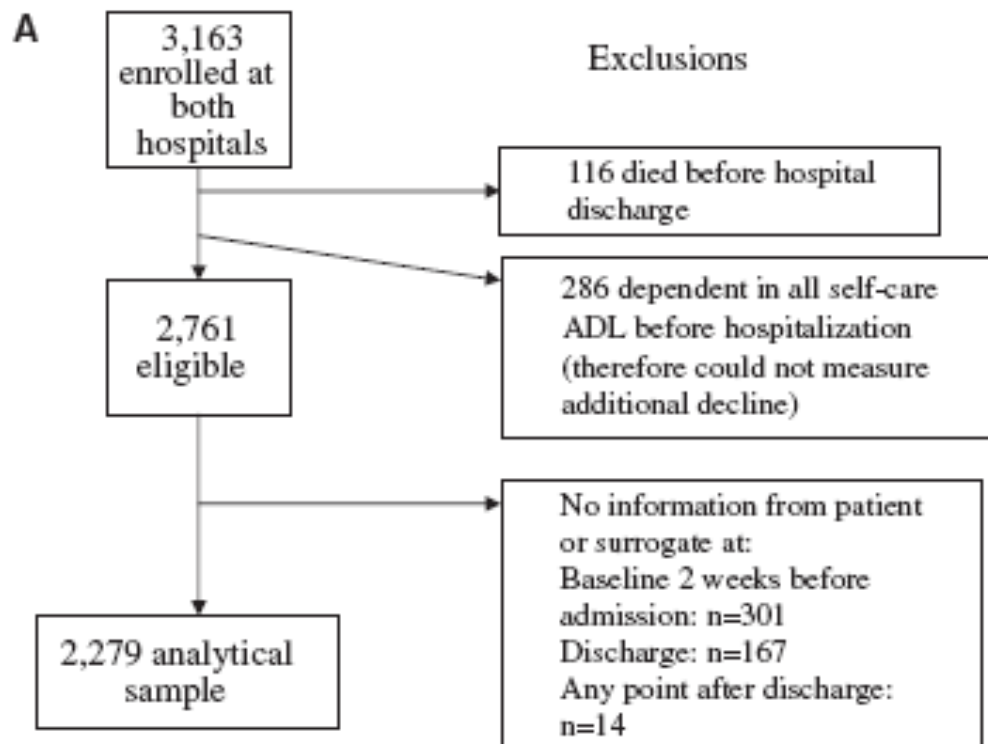 A
3,163
enrolled at
both
hospitals
Exclusions
116 died before hospital
discharge
286 dependent in all self-care
ADL before hospitalization
(therefore could not measure
additional decline)
2,761
eligible
No information from patient
or surrogate at:
Baseline 2 weeks before
admission: n=301
Discharge: n=167
Any point after discharge:
n=14
2,279 analytical
sample